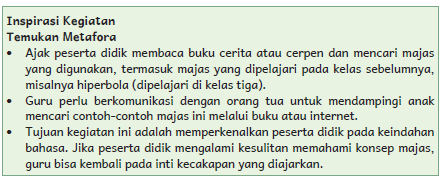 Inspirasi Kegiatan
Temukan Metafora
• Ajak peserta didik membaca buku cerita atau cerpen dan mencari majas
yang digunakan, termasuk majas yang dipelajari pada kelas sebelumnya,
misalnya hiperbola (dipelajari di kelas tiga).
• Guru perlu berkomunikasi dengan orang tua untuk mendampingi anak
mencari contoh-contoh majas ini melalui buku atau internet.
• Tujuan kegiatan ini adalah memperkenalkan peserta didik pada keindahan
bahasa. Jika peserta didik mengalami kesulitan memahami konsep majas,
guru bisa kembali pada inti kecakapan yang diajarkan.